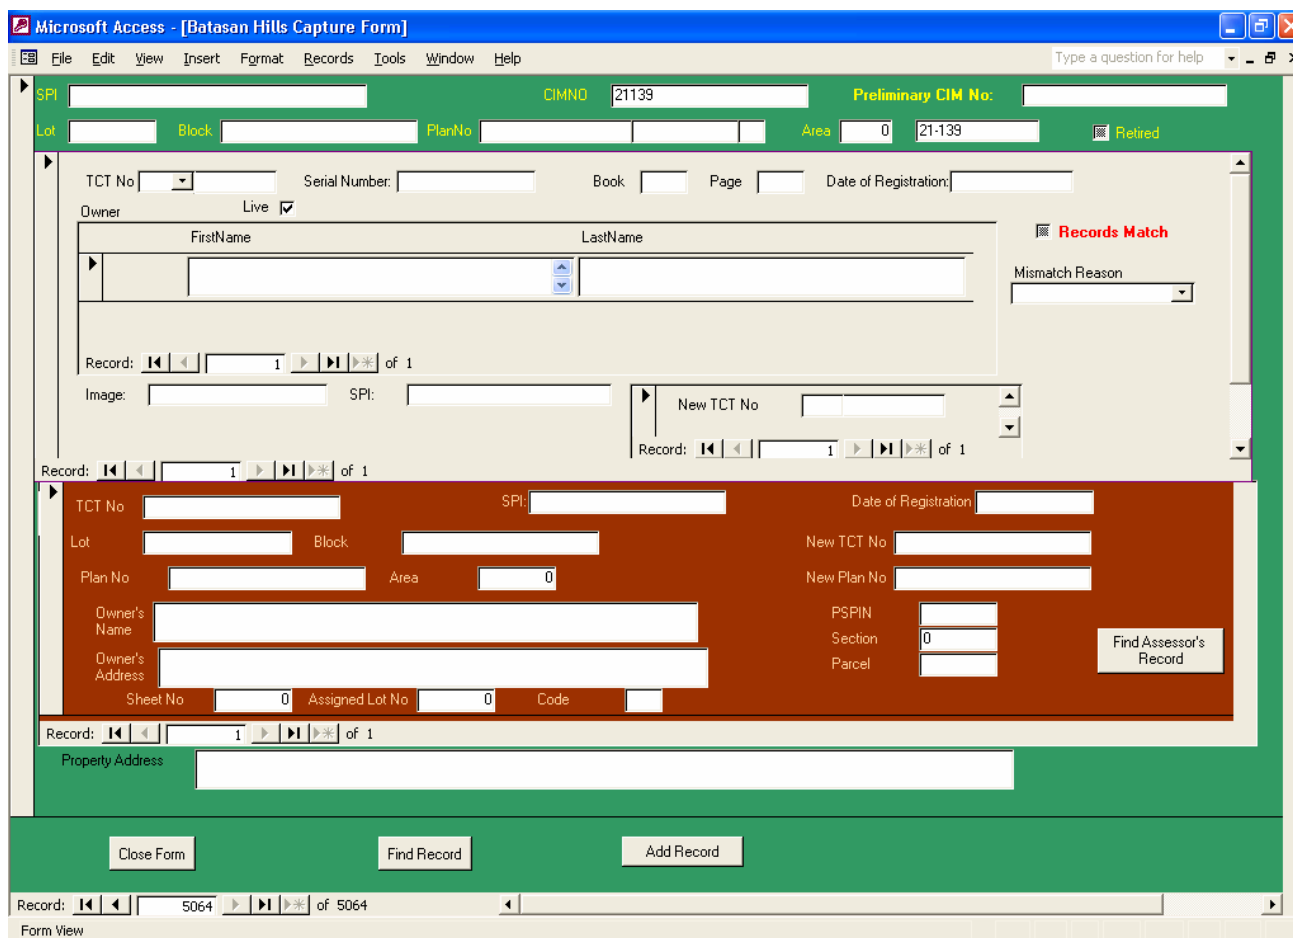 Microsoft Access - [Batasan Hills Capture Form]
File Edit View Insert Format Records Tools Window Help Type a question for help
SPI CIMNO 21139 Preliminary CIM No:
Lot Block PlanNo Area 0 21-139 Retired
TCT No Serial Number: Book Page Date of Registration:
Owner Live
FirstName LastName
Records Match
Mismatch Reason
Record: 1 of 1
Image: SPI: New TCT No
Record: 1 of 1
Record: 1 of 1
TCT No SPI: Date of Registration
Lot Block New TCT No
Plan No Area 0 New Plan No
Owner's Name PSPIN
Section 0
Owner's Address Parcel
Find Assessor's Record
Sheet No 0 Assigned Lot No 0 Code
Record: 1 of 1
Property Address
Close Form Find Record Add Record
Record: 5064 of 5064
Form View